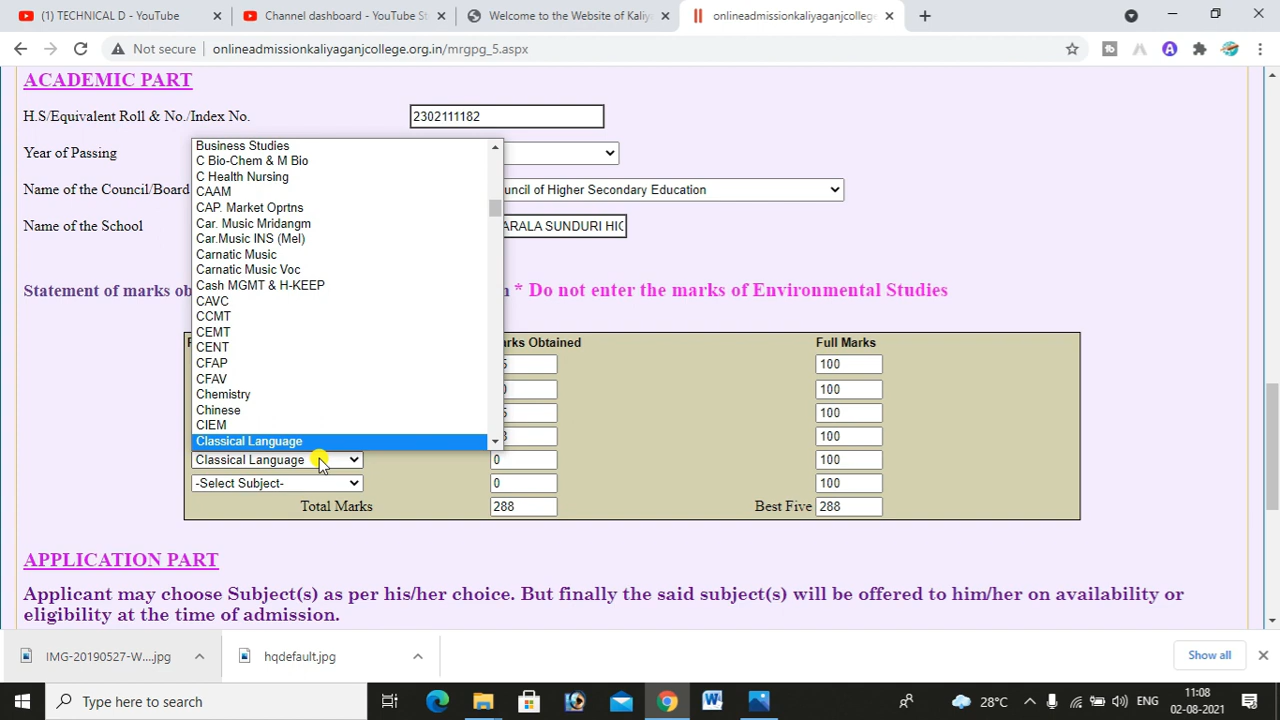 (1) TECHNICAL D - YouTube
Channel dashboard - YouTube St
Welcome to the Website of Kaliya
onlineadmissionkaliyaganjcollege
Not secure
onlineadmissionkaliyaganjcollege.org.in/mrgpg_5.aspx
ACADEMIC PART
H.S/Equivalent Roll & No./Index No. 2302111182
Business Studies
Year of Passing
C Bio-Chem & M Bio
C Health Nursing
Name of the Council/Board uncil of Higher Secondary Education
CAAM
CAP. Market Oprtns
Name of the School ARALA SUNDURI HIG
Car. Music Mridangm
Car.Music INS (Mel)
Carnatic Music
Carnatic Music Voc
Cash MGMT & H-KEEP
Statement of marks ob n * Do not enter the marks of Environmental Studies
CAVC
CCMT
CEMT
CENT
rks Obtained Full Marks
CFAP
100
CFAV
Chemistry
100
Chinese
100
CIEM
Classical Language
100
Classical Language 0 100
-Select Subject- 0 100
Total Marks 288 Best Five 288
APPLICATION PART
Applicant may choose Subject(s) as per his/her choice. But finally the said subject(s) will be offered to him/her on availability or
eligibility at the time of admission.
IMG-20190527-W....jpg
hqdefault.jpg
Show all
Type here to search
28°C
ENG
11:08
02-08-2021